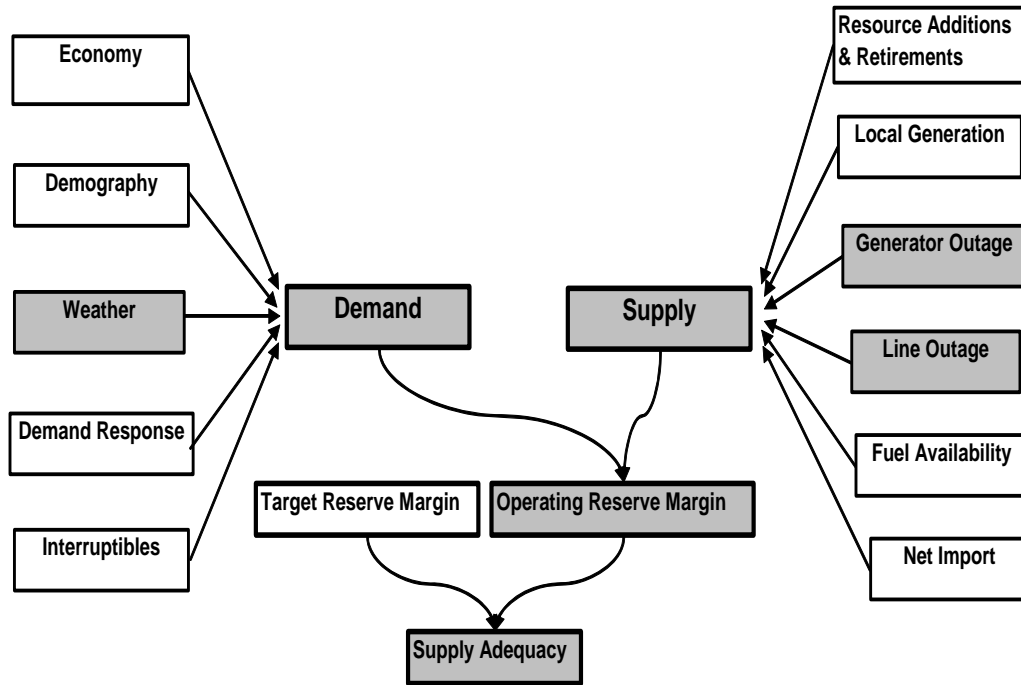 Economy
Demography
Weather
Demand Response
Interruptibles
Demand
Supply
Resource Additions
& Retirements
Local Generation
Generator Outage
Line Outage
Fuel Availability
Net Import
Target Reserve Margin
Operating Reserve Margin
Supply Adequacy